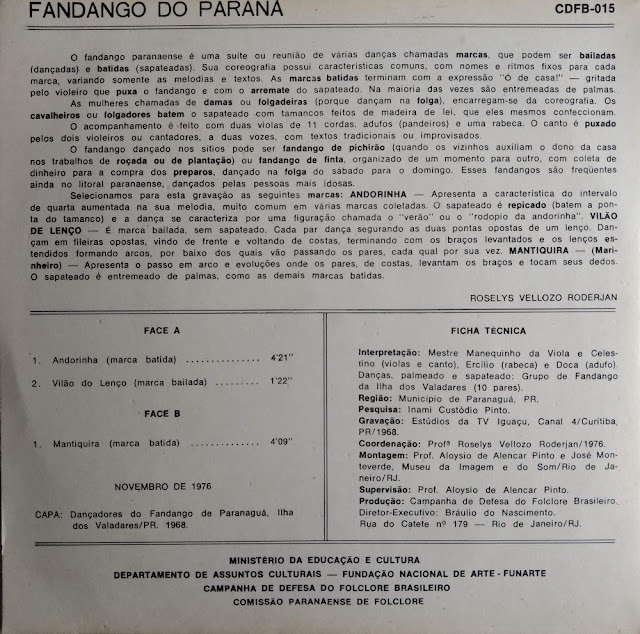 FANDANGO DO PARANÁ
CDFB-015
O fandango paranaense é uma suite ou reunião de várias danças chamadas marcas, que podem ser bailadas
(dançadas) e batidas (sapateadas). Sua coreografia possui características comuns, com nomes e ritmos fixos para cada
marca, variando somente as melodias e textos. As marcas batidas terminam com a expressão "Ó de casa!" — gritada
pelo violeiro que puxa o fandango e com o arremate do sapateado. Na maioria das vezes são entremeadas de palmas.
As mulheres chamadas de damas ou folgadeiras (porque dançam na folga), encarregam-se da coreografia. Os
cavalheiros ou folgadores batem o sapateado com tamancos feitos de madeira de lei, que eles mesmos confeccionam.
O acompanhamento é feito com duas violas de 11 cordas, adufos (pandeiros) e uma rabeca. O canto é puxado
pelos dois violeiros ou cantadores, a duas vozes, com textos tradicionais ou improvisados.
O fandango dançado nos sítios pode ser fandango de pichirão (quando os vizinhos auxiliam o dono da casa
nos trabalhos de roçada ou de plantação) ou fandango de finta, organizado de um momento para outro, com coleta de
dinheiro para a compra dos preparos, dançado na folga do sábado para o domingo. Esses fandangos são freqüentes
ainda no litoral paranaense, dançados pelas pessoas mais idosas.
Selecionamos para esta gravação as seguintes marcas: ANDORINHA — Apresenta a característica do intervalo
de quarta aumentada na sua melodia, muito comum em várias marcas coletadas. O sapateado é repicado (batem a pon-
ta do tamanco) e a dança se caracteriza por uma figuração chamada o "verão" ou o "rodopio da andorinha". VILÃO
DE LENÇO — É marca bailada, sem sapateado. Cada par dança segurando as duas pontas opostas de um lenço. Dan-
çam em fileiras opostas, vindo de frente e voltando de costas, terminando com os braços levantados e os lenços es-
tendidos formando arcos, por baixo dos quais vão passando os pares, cada qual por sua vez. MANTIQUIRA — (Mari-
nheiro) — Apresenta o passo em arco e evoluções onde os pares, de costas, levantam os braços e tocam seus dedos.
O sapateado é entremeado de palmas, como as demais marcas batidas.
ROSELYS VELLOZO RODERJAN
FACE A
1. Andorinha (marca batida) .............. 4'21"
2. Vilão do Lenço (marca bailada) ......... 1'22"
FACE B
1. Mantiquira (marca batida) .............. 4'09"
NOVEMBRO DE 1976
CAPA: Dançadores do Fandango de Paranaguá, Ilha
dos Valadares/PR. 1968.
FICHA TÉCNICA
Interpretação: Mestre Manequinho da Viola e Celes-
tino (violas e canto), Ercílio (rabeca) e Doca (adufo).
Danças, palmeado e sapateado: Grupo de Fandango
da Ilha dos Valadares (10 pares).
Região: Município de Paranaguá, PR.
Pesquisa: Inami Custódio Pinto.
Gravação: Estúdios da TV Iguaçu, Canal 4/Curitiba,
PR/1968.
Coordenação: Profª Roselys Vellozo Roderjan/1976.
Montagem: Prof. Aloysio de Alencar Pinto e José Mon-
teverde, Museu da Imagem e do Som/Rio de Ja-
neiro/RJ.
Supervisão: Prof. Aloysio de Alencar Pinto.
Produção: Campanha de Defesa do Folclore Brasileiro.
Diretor-Executivo: Bráulio do Nascimento.
Rua do Catete nº 179 — Rio de Janeiro/RJ.
MINISTÉRIO DA EDUCAÇÃO E CULTURA
DEPARTAMENTO DE ASSUNTOS CULTURAIS — FUNDAÇÃO NACIONAL DE ARTE - FUNARTE
CAMPANHA DE DEFESA DO FOLCLORE BRASILEIRO
COMISSÃO PARANAENSE DE FOLCLORE